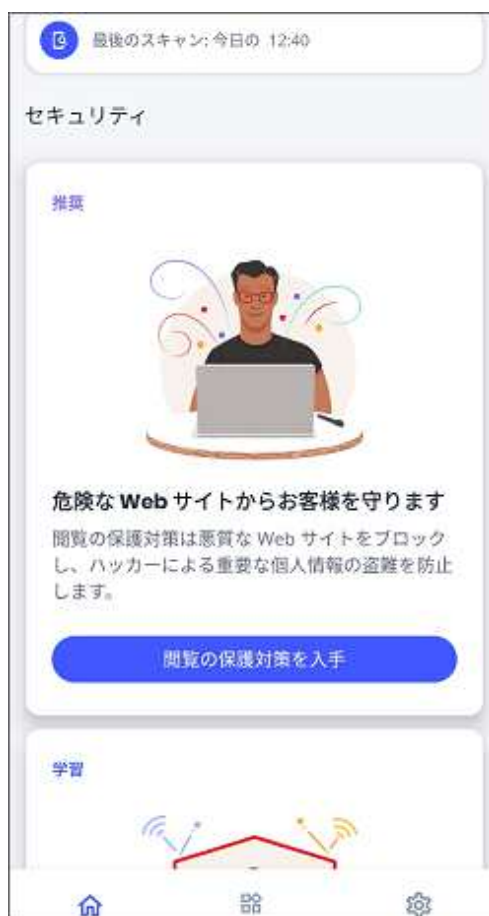 最後のスキャン: 今日の 12:40
セキュリティ
推奨
危険な Web サイトからお客様を守ります
閲覧の保護対策は悪質な Web サイトをブロック
し、ハッカーによる重要な個人情報の盗難を防止
します。
閲覧の保護対策を入手
学習